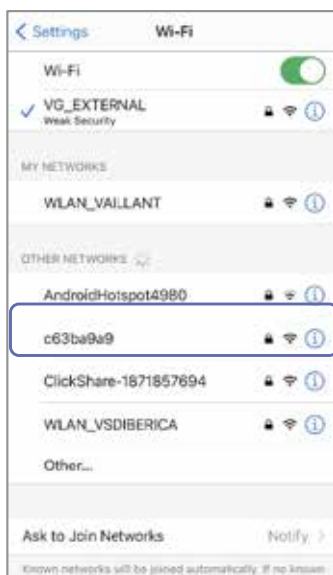 Settings Wi-Fi
Wi-Fi
VG_EXTERNAL
Weak Security
MY NETWORKS
WLAN_VAILLANT
OTHER NETWORKS
AndroidHotspot4980
c63ba9a9
ClickShare-1871857694
WLAN_VSDIBERICA
Other...
Ask to Join Networks Notify
Known networks will be joined automatically. If no known